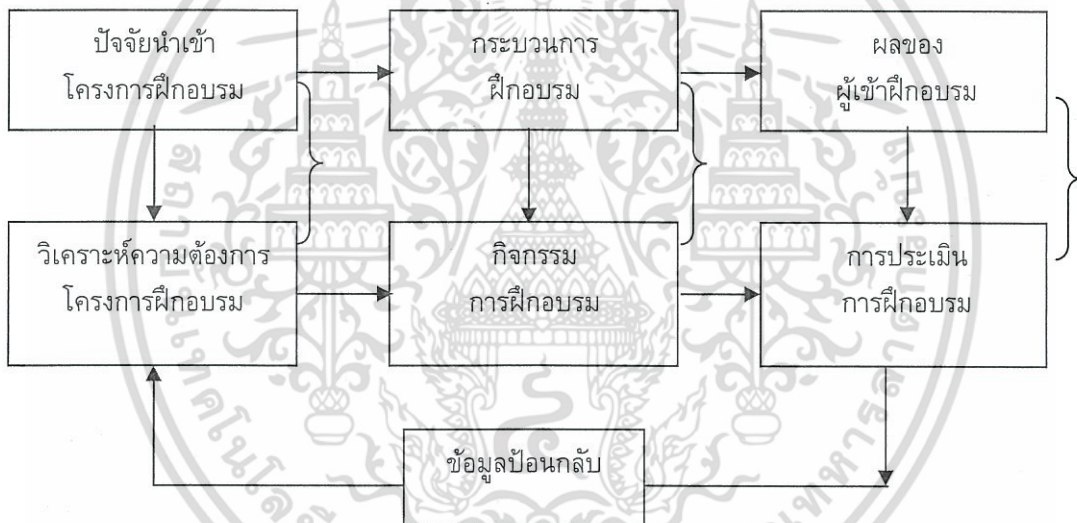 ปัจจัยนำเข้า
โครงการฝึกอบรม
กระบวนการ
ฝึกอบรม
ผลของ
ผู้เข้าฝึกอบรม
วิเคราะห์ความต้องการ
โครงการฝึกอบรม
กิจกรรม
การฝึกอบรม
การประเมิน
การฝึกอบรม
ข้อมูลป้อนกลับ